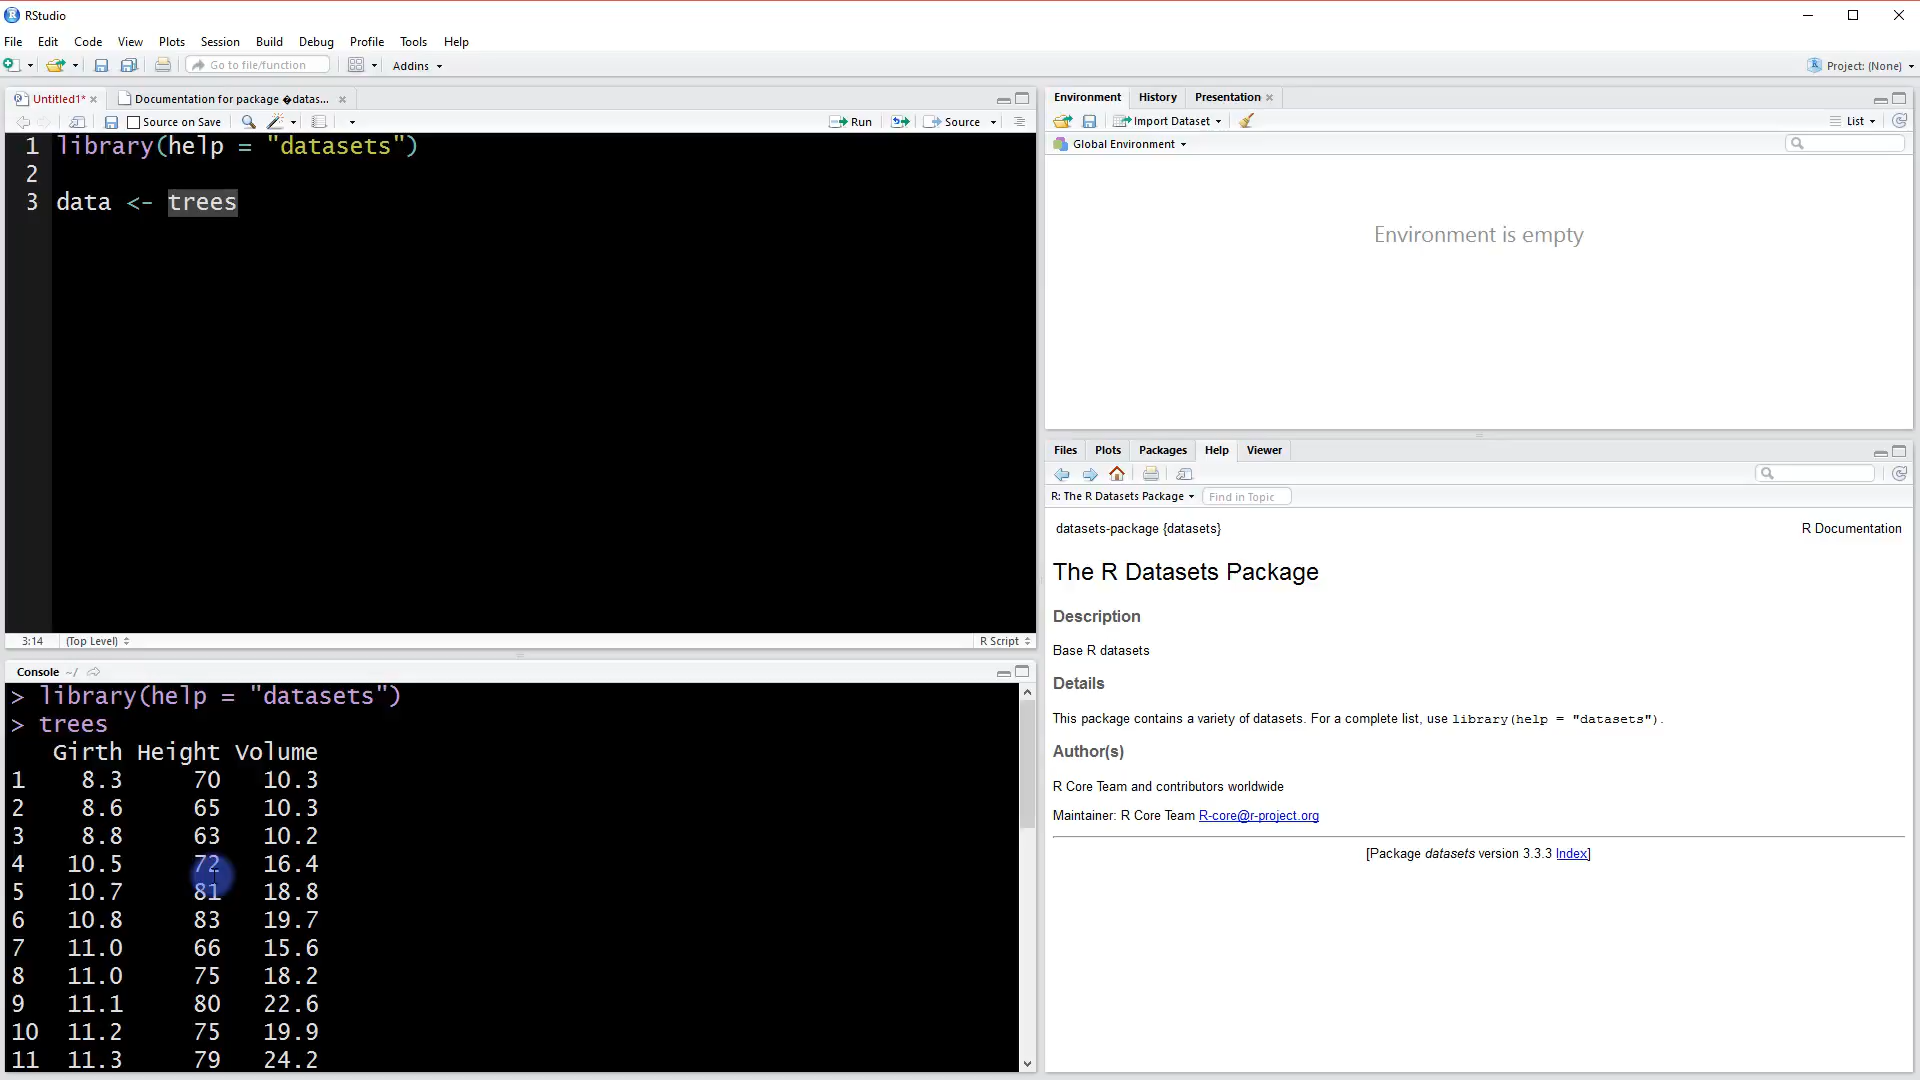 RStudio
File Edit Code View Plots Session Build Debug Profile Tools Help
Go to file/function Addins Project: (None)
Untitled1* Documentation for package �datas...
Source on Save Run Source
1 library(help = "datasets")
2
3 data <- trees
3:14 (Top Level) R Script
Console ~/
> library(help = "datasets")
> trees
Girth Height Volume
1 8.3 70 10.3
2 8.6 65 10.3
3 8.8 63 10.2
4 10.5 72 16.4
5 10.7 81 18.8
6 10.8 83 19.7
7 11.0 66 15.6
8 11.0 75 18.2
9 11.1 80 22.6
10 11.2 75 19.9
11 11.3 79 24.2
Environment History Presentation
Import Dataset List
Global Environment
Environment is empty
Files Plots Packages Help Viewer
R: The R Datasets Package Find in Topic
datasets-package {datasets} R Documentation
The R Datasets Package
Description
Base R datasets
Details
This package contains a variety of datasets. For a complete list, use library(help = "datasets").
Author(s)
R Core Team and contributors worldwide
Maintainer: R Core Team R-core@r-project.org
[Package datasets version 3.3.3 Index]